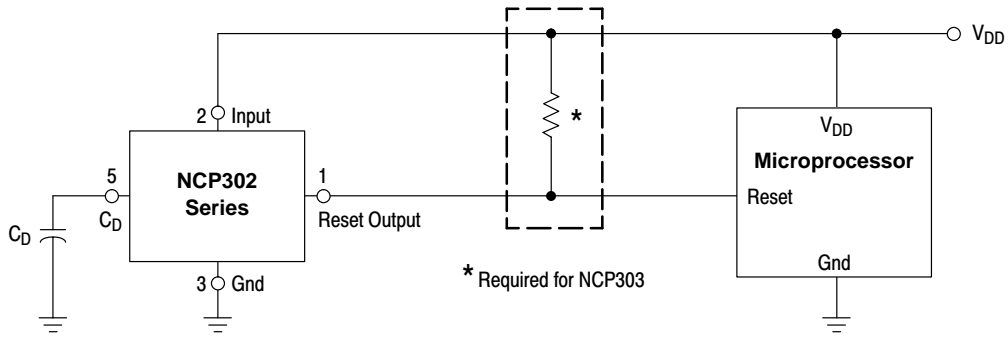 V_DD
2 Input
*
V_DD
Microprocessor
NCP302
Series
5
C_D
1
Reset Output
Reset
C_D
3 Gnd
* Required for NCP303
Gnd